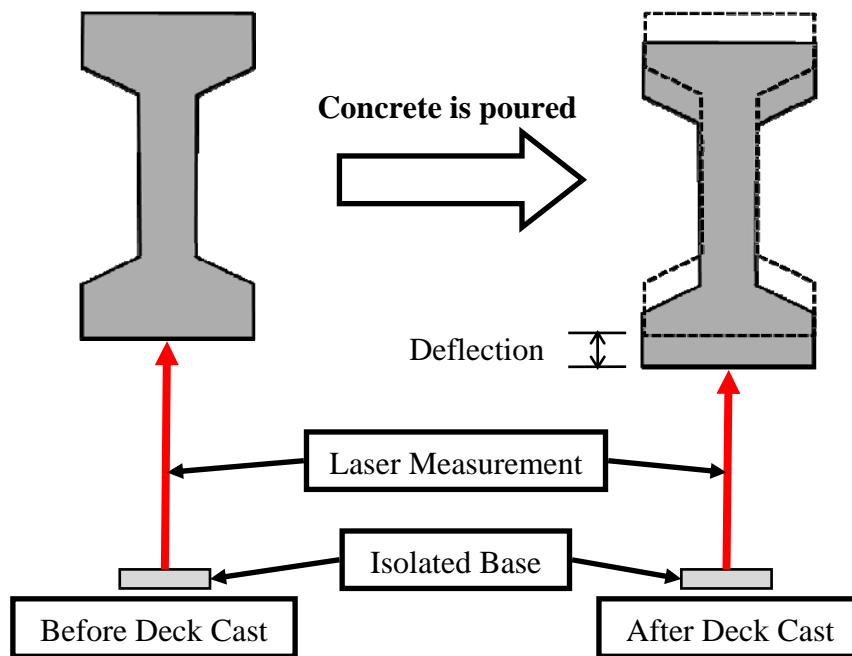 Concrete is poured
Deflection
Laser Measurement
Isolated Base
Before Deck Cast
After Deck Cast